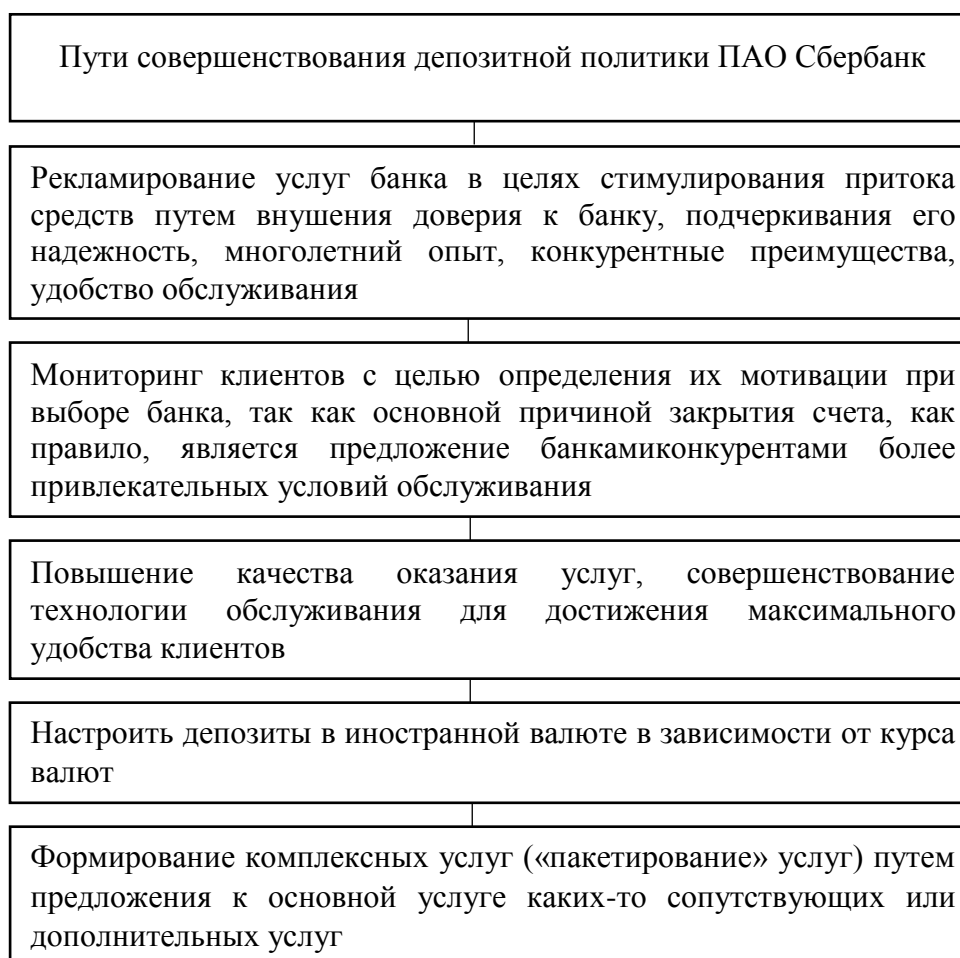 Пути совершенствования депозитной политики ПАО Сбербанк
Рекламирование услуг банка в целях стимулирования притока
средств путем внушения доверия к банку, подчеркивания его
надежность, многолетний опыт, конкурентные преимущества,
удобство обслуживания
Мониторинг клиентов с целью определения их мотивации при
выборе банка, так как основной причиной закрытия счета, как
правило, является предложение банкамиконкурентами более
привлекательных условий обслуживания
Повышение качества оказания услуг, совершенствование
технологии обслуживания для достижения максимального
удобства клиентов
Настроить депозиты в иностранной валюте в зависимости от курса
валют
Формирование комплексных услуг («пакетирование» услуг) путем
предложения к основной услуге каких-то сопутствующих или
дополнительных услуг